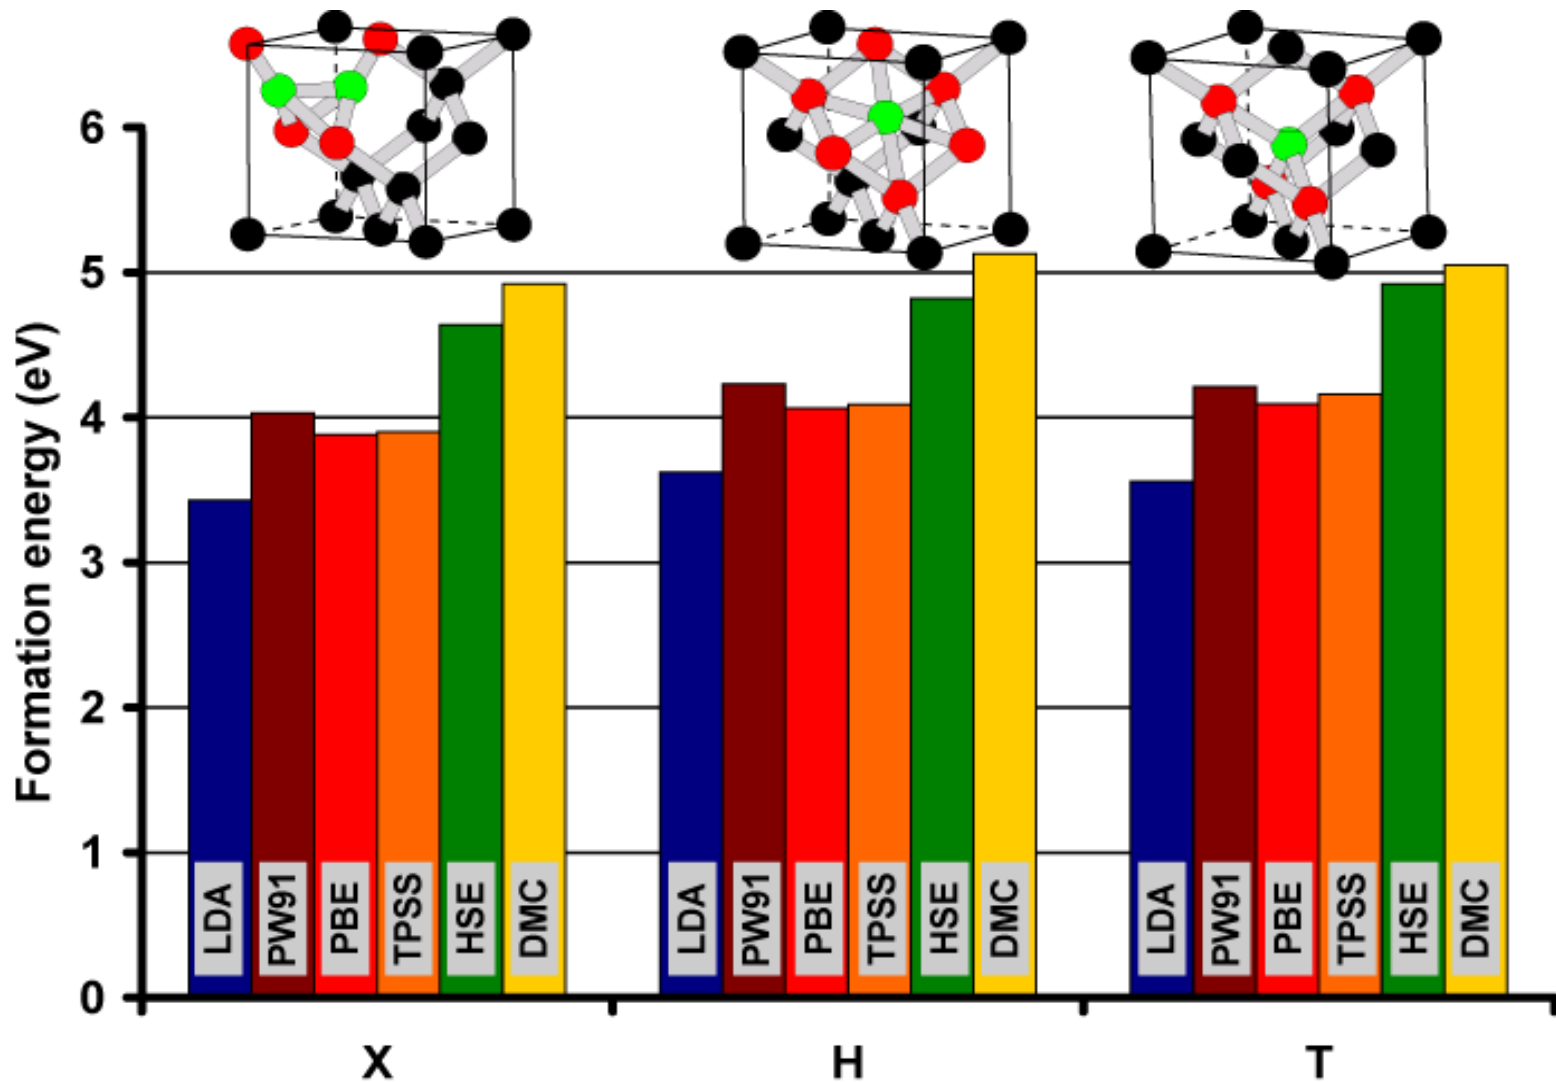 6
5
4
3
2
1
0
Formation energy (eV)
LDA
PW91
PBE
TPSS
HSE
DMC
LDA
PW91
PBE
TPSS
HSE
DMC
LDA
PW91
PBE
TPSS
HSE
DMC
X
H
T